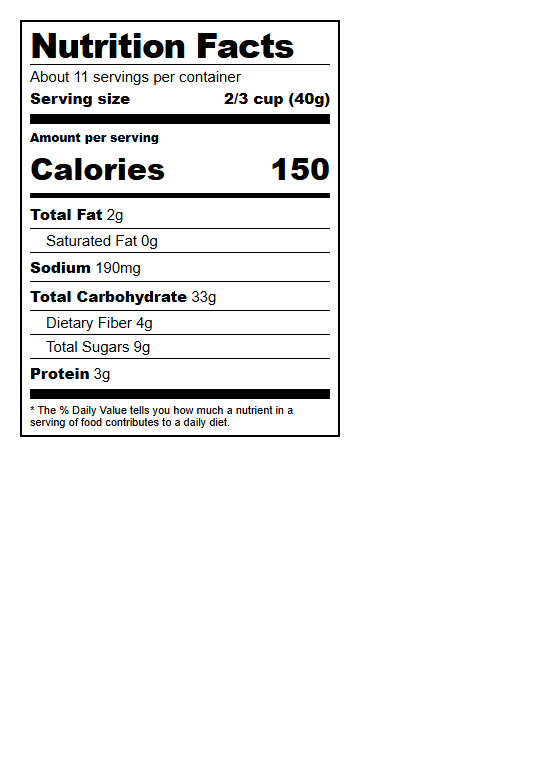 Nutrition Facts
About 11 servings per container
Serving size 2/3 cup (40g)
Amount per serving
Calories 150
Total Fat 2g
Saturated Fat 0g
Sodium 190mg
Total Carbohydrate 33g
Dietary Fiber 4g
Total Sugars 9g
Protein 3g
* The % Daily Value tells you how much a nutrient in a
serving of food contributes to a daily diet.